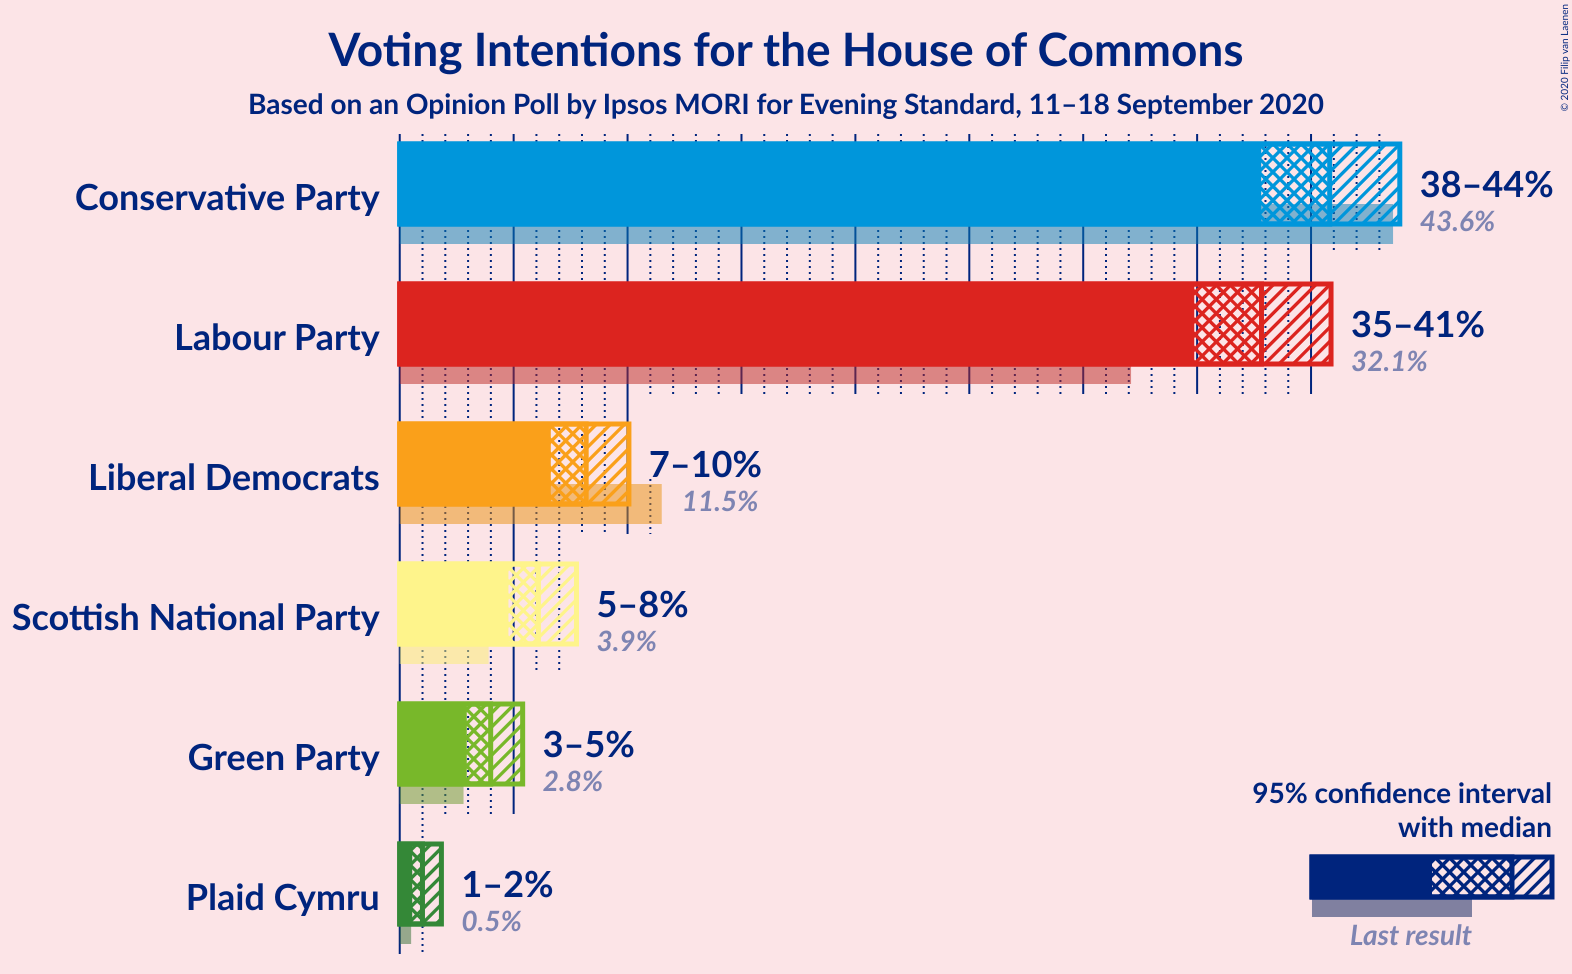 Voting Intentions for the House of Commons
Based on an Opinion Poll by Ipsos MORI for Evening Standard, 11–18 September 2020
© 2020 Filip van Laenen
Conservative Party
38–44%
43.6%
Labour Party
35–41%
32.1%
Liberal Democrats
7–10%
11.5%
Scottish National Party
5–8%
3.9%
Green Party
3–5%
2.8%
Plaid Cymru
1–2%
0.5%
95% confidence interval
with median
Last result